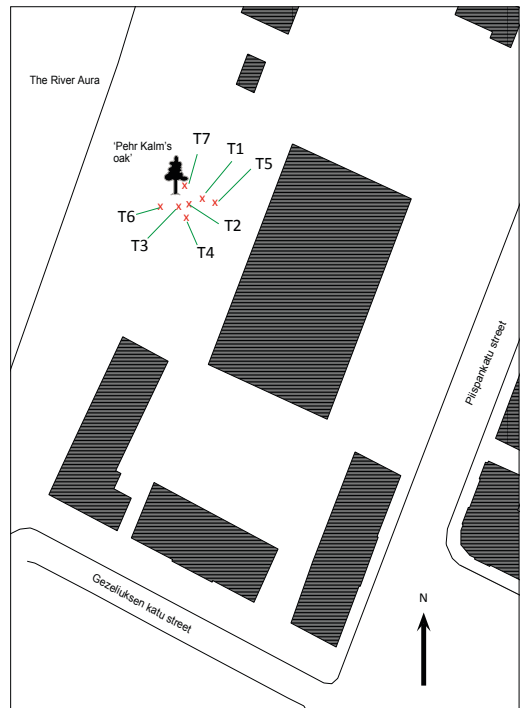 The River Aura
'Pehr Kalm's
oak'
T7
T1
T5
T6
T2
T3
T4
Piispankatu street
Gezeliuksen katu street
N